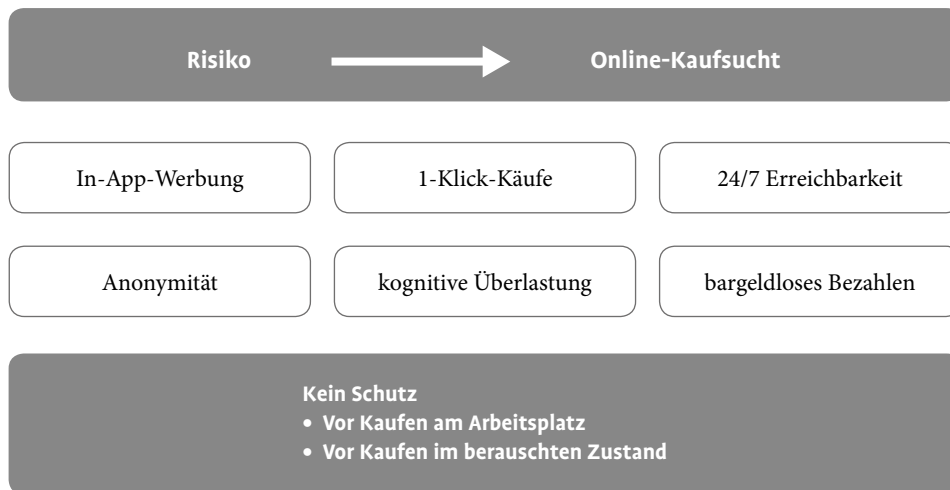 Risiko Online-Kaufsucht
In-App-Werbung 1-Klick-Käufe 24/7 Erreichbarkeit
Anonymität kognitive Überlastung bargeldloses Bezahlen
Kein Schutz
• Vor Kaufen am Arbeitsplatz
• Vor Kaufen im berauschten Zustand